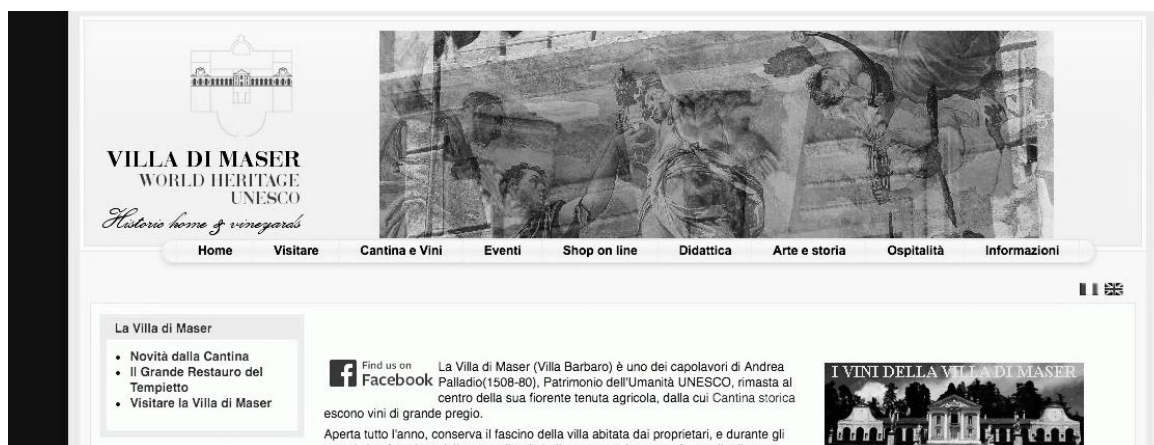 VILLA DI MASER
WORLD HERITAGE
UNESCO
Historic home & vineyards
Home Visitare Cantina e Vini Eventi Shop on line Didattica Arte e storia Ospitalità Informazioni
La Villa di Maser
• Novità dalla Cantina
• Il Grande Restauro del
Tempietto
• Visitare la Villa di Maser
Find us on
Facebook
La Villa di Maser (Villa Barbaro) è uno dei capolavori di Andrea
Palladio(1508-80), Patrimonio dell'Umanità UNESCO, rimasta al
centro della sua fiorente tenuta agricola, dalla cui Cantina storica
escono vini di grande pregio.
Aperta tutto l'anno, conserva il fascino della villa abitata dai proprietari, e durante gli
I VINI DELLA VILLA DI MASER